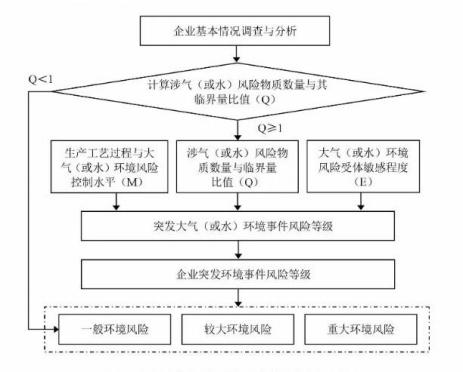 企业基本情况调查与分析
Q<1
计算涉气（或水）风险物质数量与其
临界量比值（Q）
Q≥1
生产工艺过程与大
气（或水）环境风险
控制水平（M）
涉气（或水）风险物
质数量与临界量
比值（Q）
大气（或水）环境
风险受体敏感程度
（E）
突发大气（或水）环境事件风险等级
企业突发环境事件风险等级
一般环境风险
较大环境风险
重大环境风险